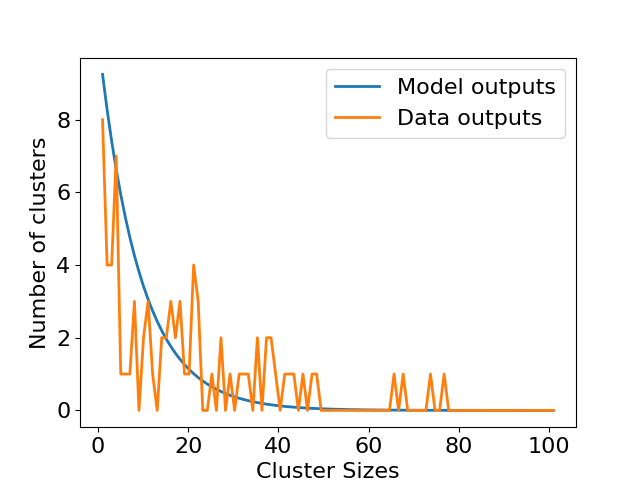 Model outputs
Data outputs
8
6
4
2
0
Number of clusters
0 20 40 60 80 100
Cluster Sizes